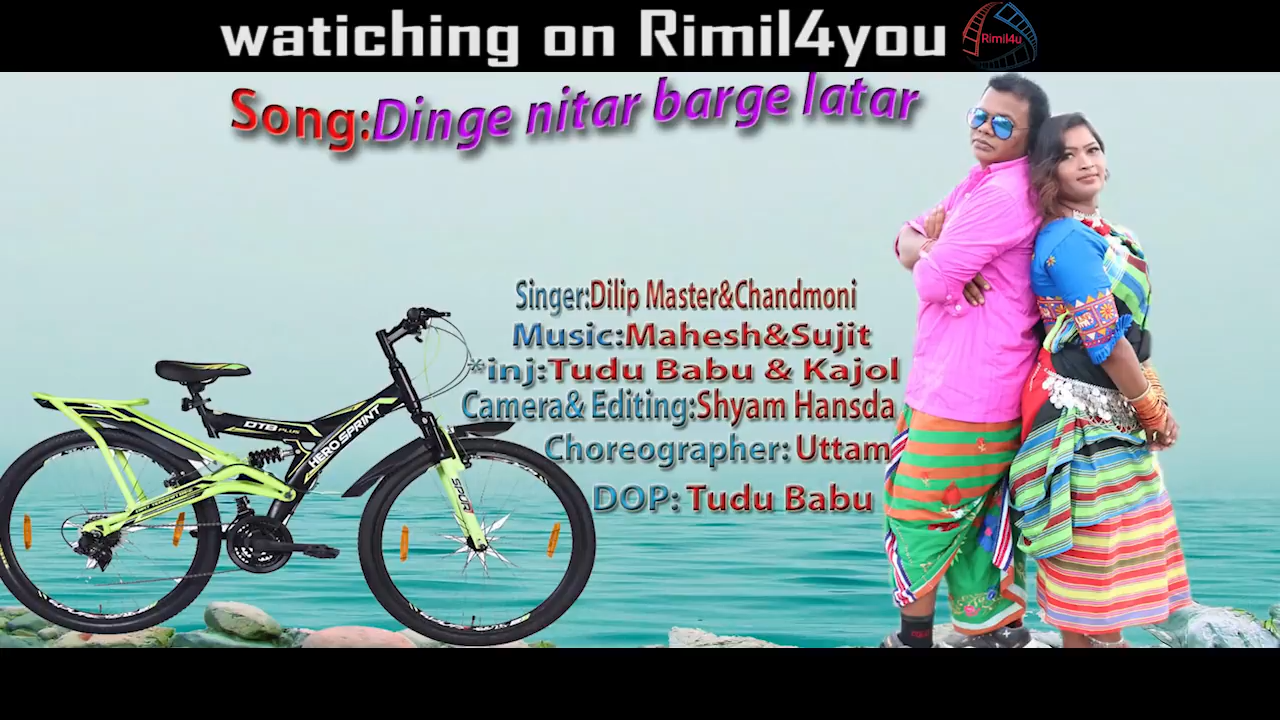 watiching on Rimil4you
Rimil4u
Song:Dinge nitar barge latar
Singer:Dilip Master&Chandmoni
Music:Mahesh&Sujit
*inj:Tudu Babu & Kajol
Camera& Editing:Shyam Hansda
Choreographer: Uttam
DOP: Tudu Babu
DTB PLUS
HERO SPRINT